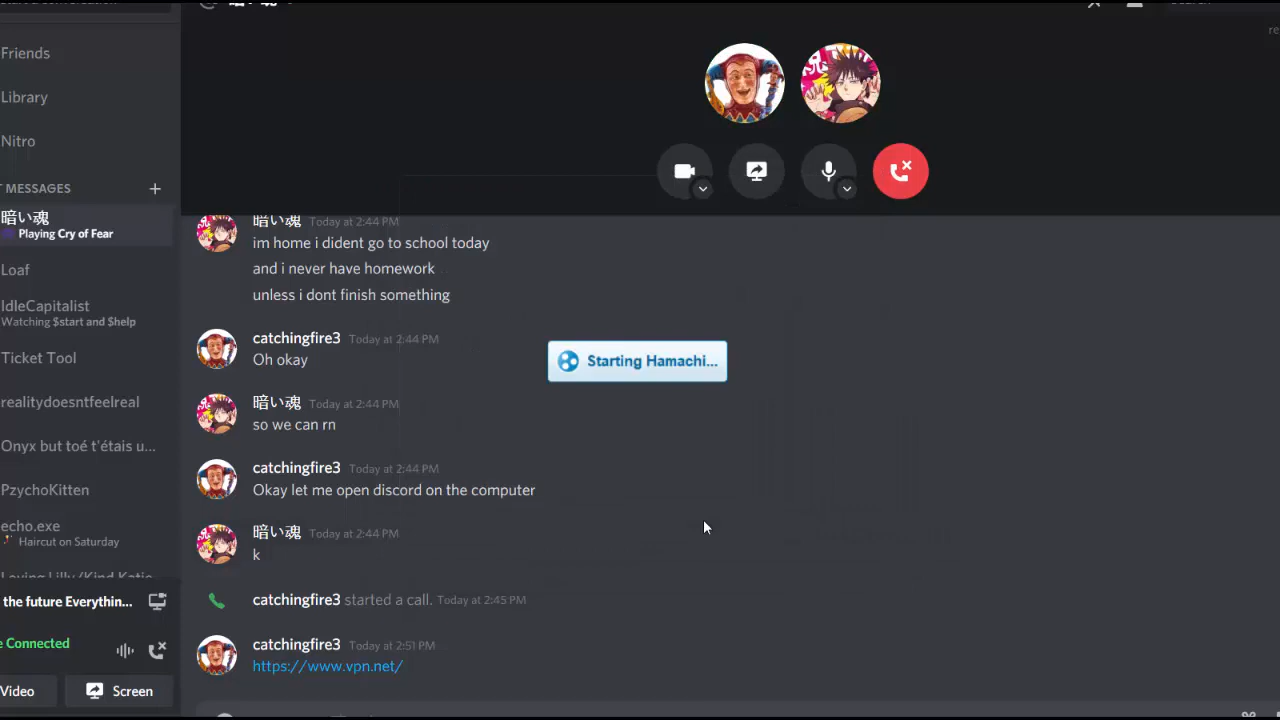 Friends
Library
Nitro
MESSAGES
暗い魂
Playing Cry of Fear
Loaf
IdleCapitalist
Watching $start and $help
Ticket Tool
realitydoesntfeelreal
Onyx but toé t'étais u...
PzychoKitten
echo.exe
Haircut on Saturday
the future Everythin...
Connected
Video
Screen
暗い魂 Today at 2:44 PM
im home i dident go to school today
and i never have homework
unless i dont finish something
catchingfire3 Today at 2:44 PM
Oh okay
暗い魂 Today at 2:44 PM
so we can rn
catchingfire3 Today at 2:44 PM
Okay let me open discord on the computer
暗い魂 Today at 2:44 PM
k
catchingfire3 started a call. Today at 2:45 PM
catchingfire3 Today at 2:51 PM
https://www.vpn.net/
Starting Hamachi...